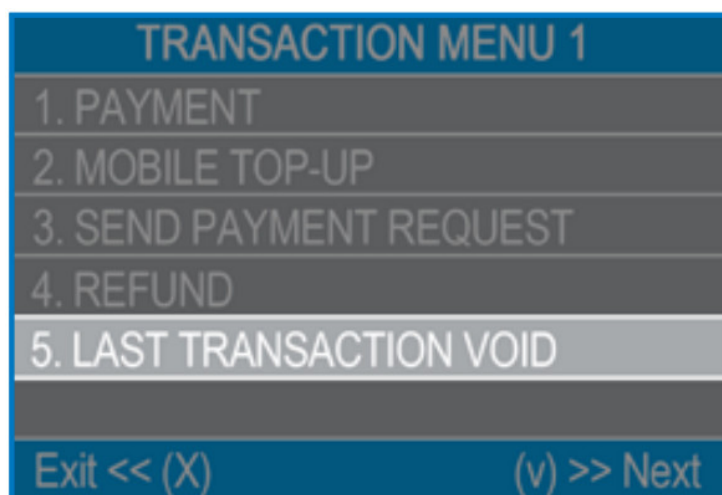 TRANSACTION MENU 1
1. PAYMENT
2. MOBILE TOP-UP
3. SEND PAYMENT REQUEST
4. REFUND
5. LAST TRANSACTION VOID
Exit << (X) (v) >> Next